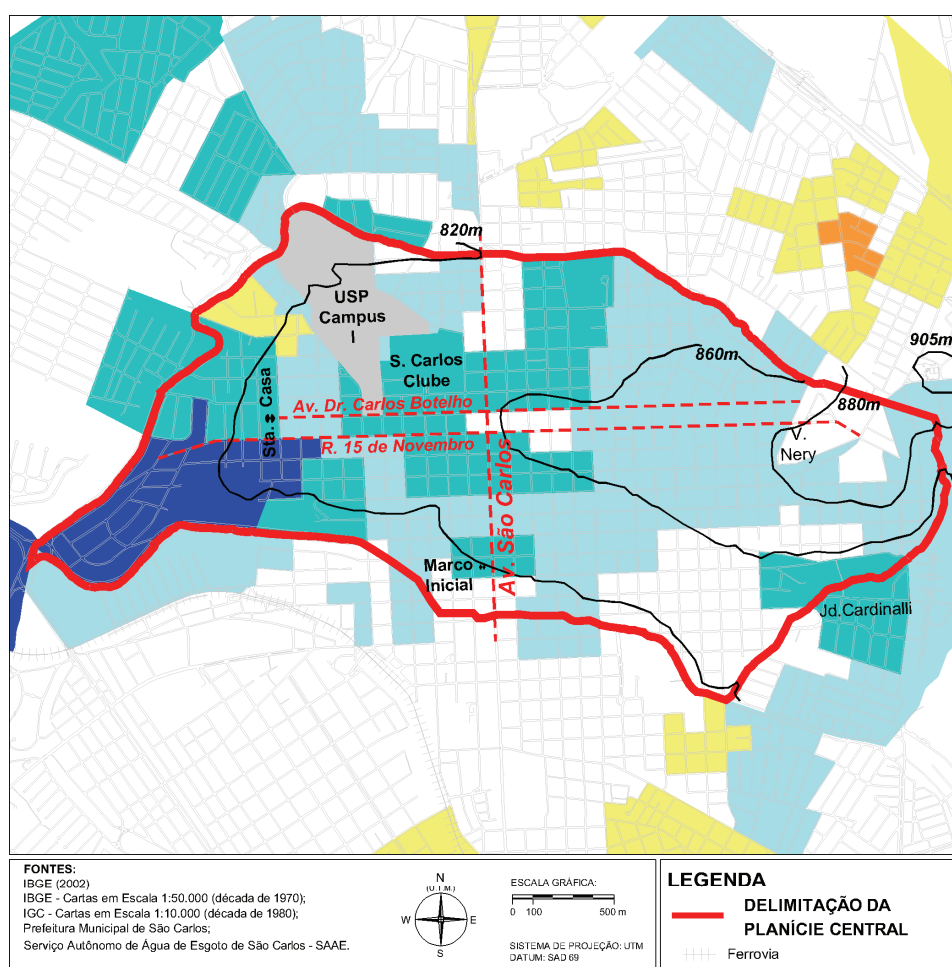 820m
905m
USP
Campus
I
860m
S. Carlos
Clube
880m
Sta. Casa
Av. Dr. Carlos Botelho
V.
Nery
R. 15 de Novembro
Av. São Carlos
Marco
Inicial
Jd.Cardinalli
FONTES:
IBGE (2002)
IBGE - Cartas em Escala 1:50.000 (década de 1970);
IGC - Cartas em Escala 1:10.000 (década de 1980);
Prefeitura Municipal de São Carlos;
Serviço Autônomo de Água de Esgoto de São Carlos - SAAE.
N
(U.T.M.)
W
E
S
ESCALA GRÁFICA:
0 100 500 m
SISTEMA DE PROJEÇÃO: UTM
DATUM: SAD 69
LEGENDA
DELIMITAÇÃO DA
PLANÍCIE CENTRAL
Ferrovia